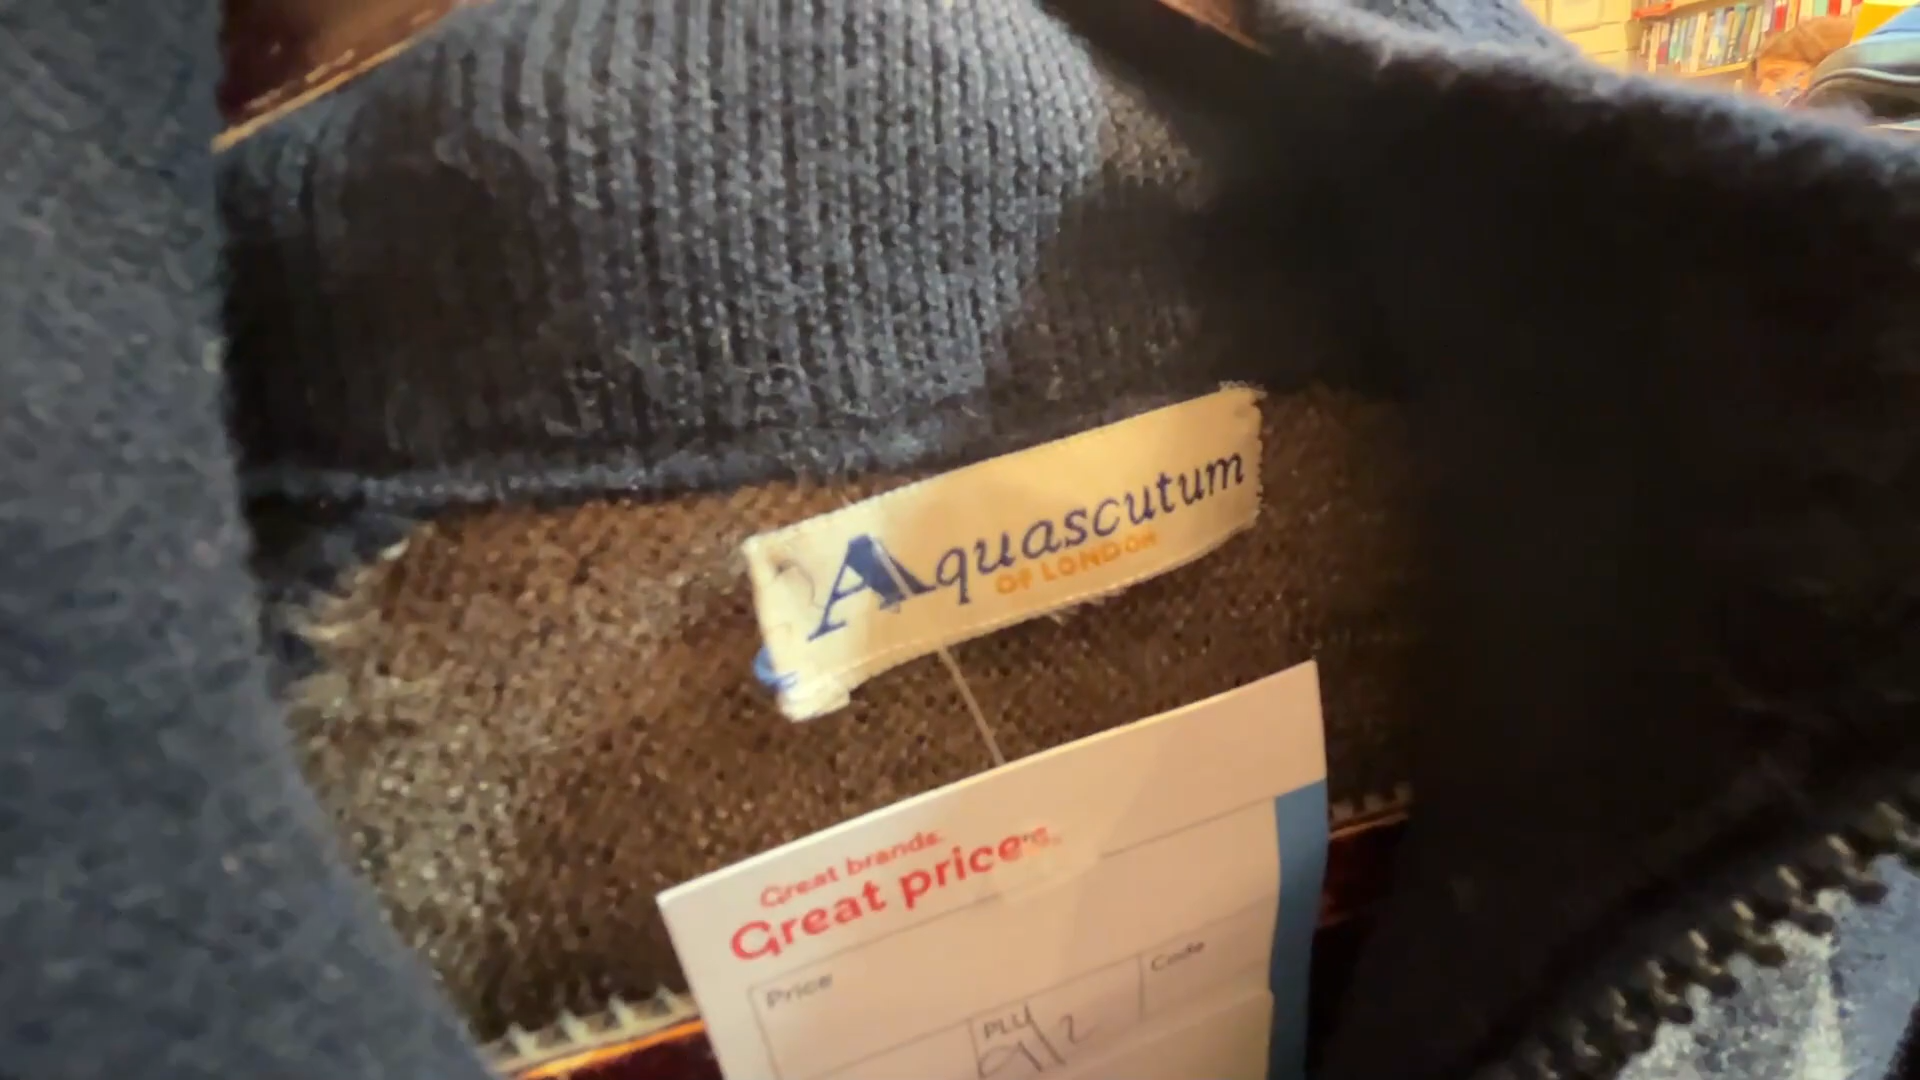 Aquascutum
OF LONDON
Great brands.
Great prices.
Price
PLU
Code